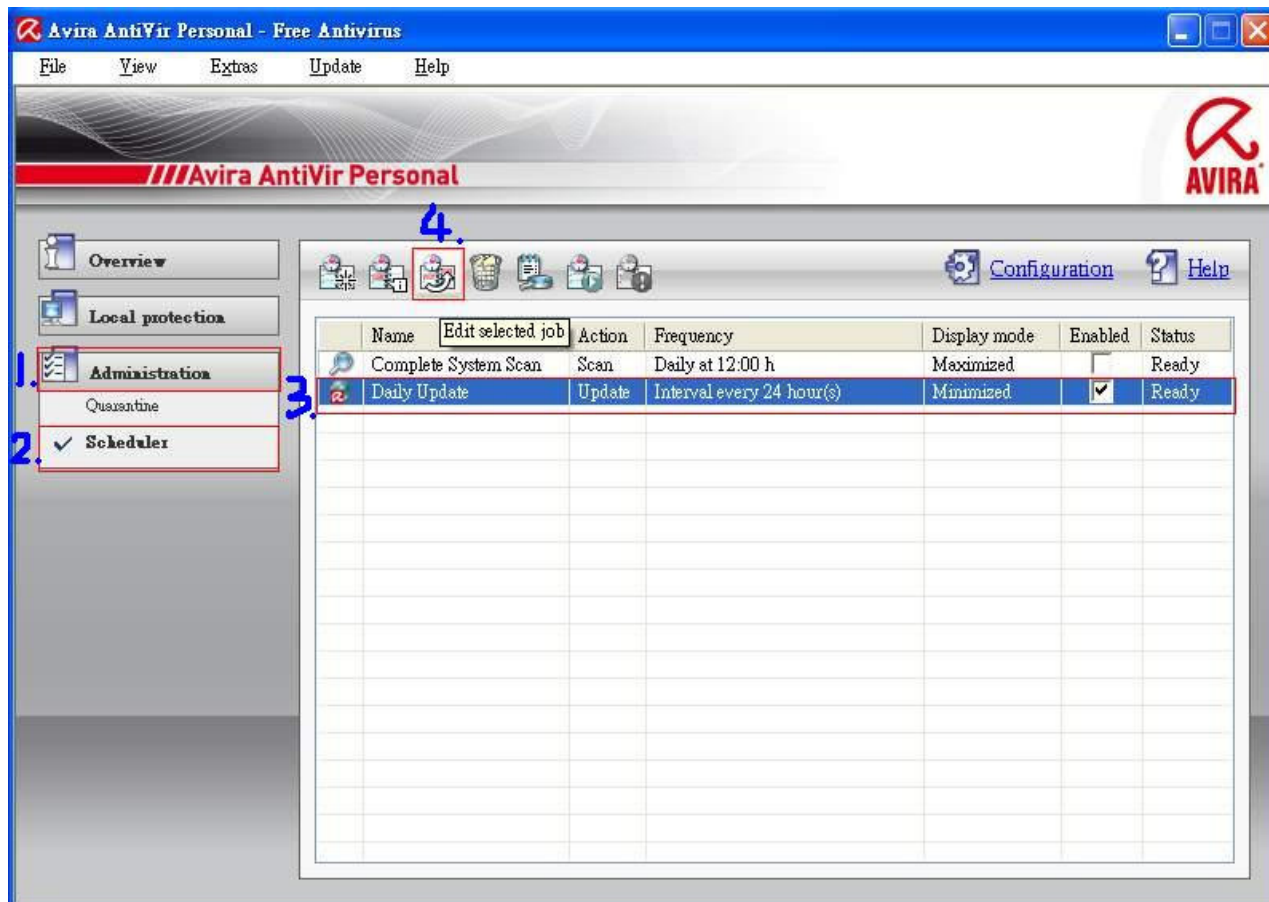 Avira AntiVir Personal - Free Antivirus
File View Extras Update Help
Avira AntiVir Personal
AVIRA
4.
Overview
Configuration Help
Local protection
Name Edit selected job Action Frequency Display mode Enabled Status
Complete System Scan Scan Daily at 12:00 h Maximized Ready
1. Administration
3. Daily Update Update Interval every 24 hour(s) Minimized Ready
Quarantine
2. Scheduler